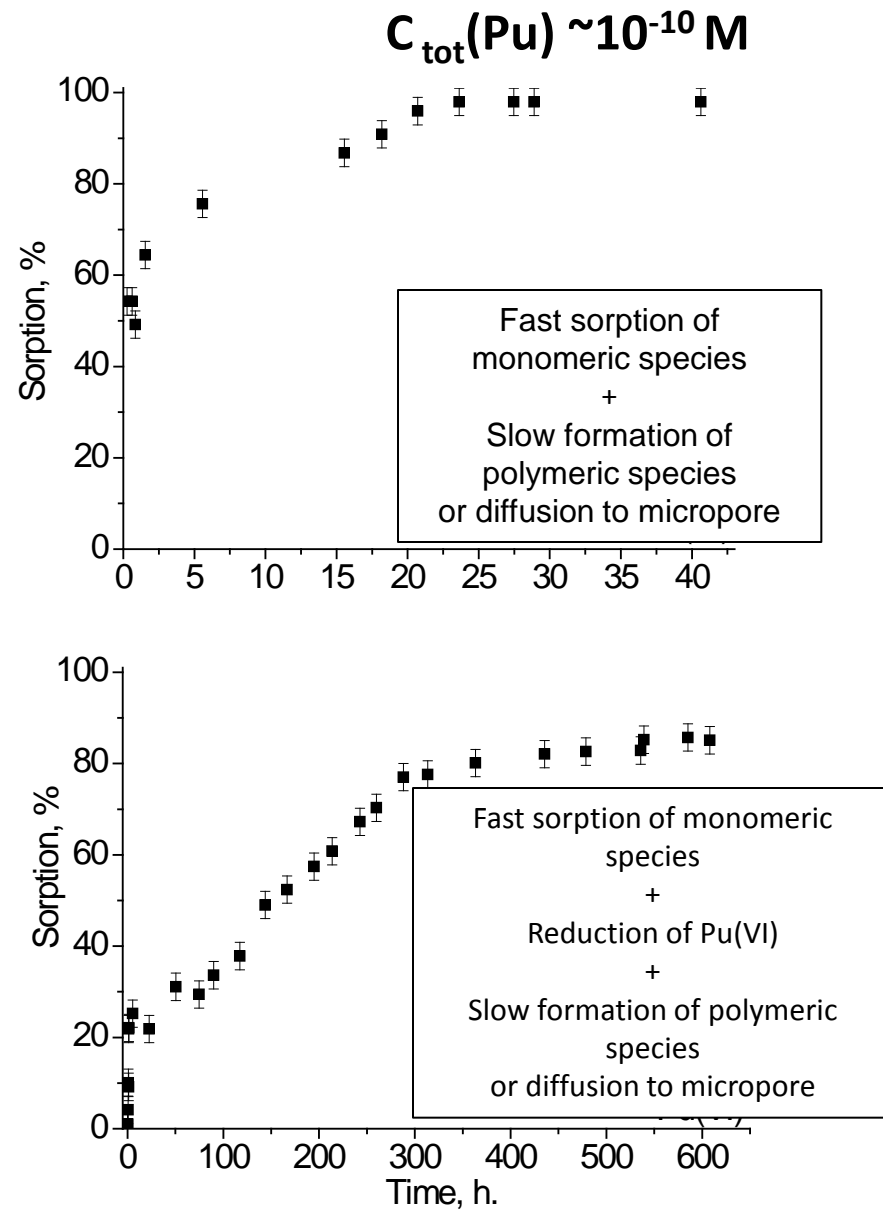 C tot(Pu) ~10-10 M
100
80
60
40
20
0
Sorption, %
0 5 10 15 20 25 30 35 40
Fast sorption of
monomeric species
+
Slow formation of
polymeric species
or diffusion to micropore
100
80
60
40
20
0
Sorption, %
0 100 200 300 400 500 600
Time, h.
Fast sorption of monomeric
species
+
Reduction of Pu(VI)
+
Slow formation of polymeric
species
or diffusion to micropore